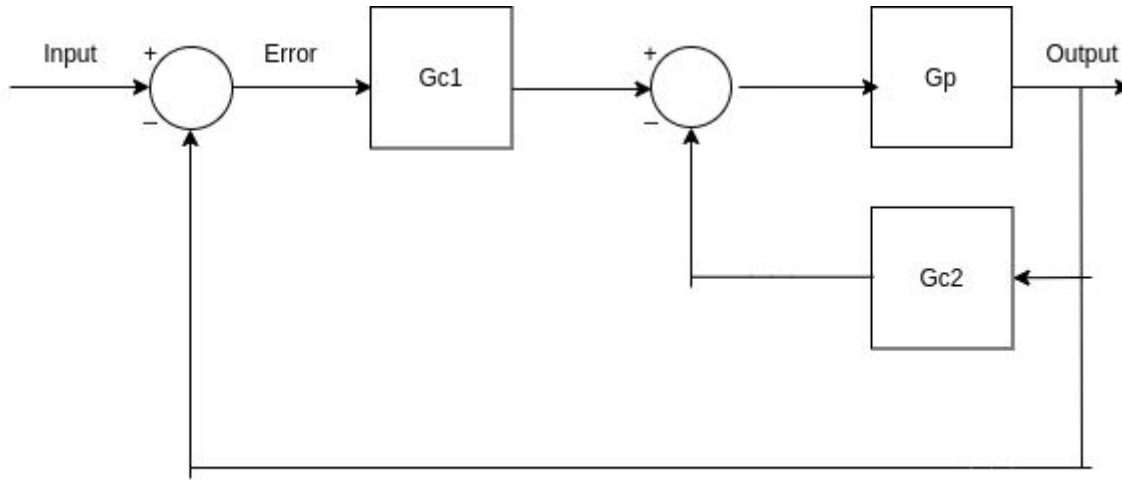 Input
+
–
Error
Gc1
+
–
Gp
Output
Gc2